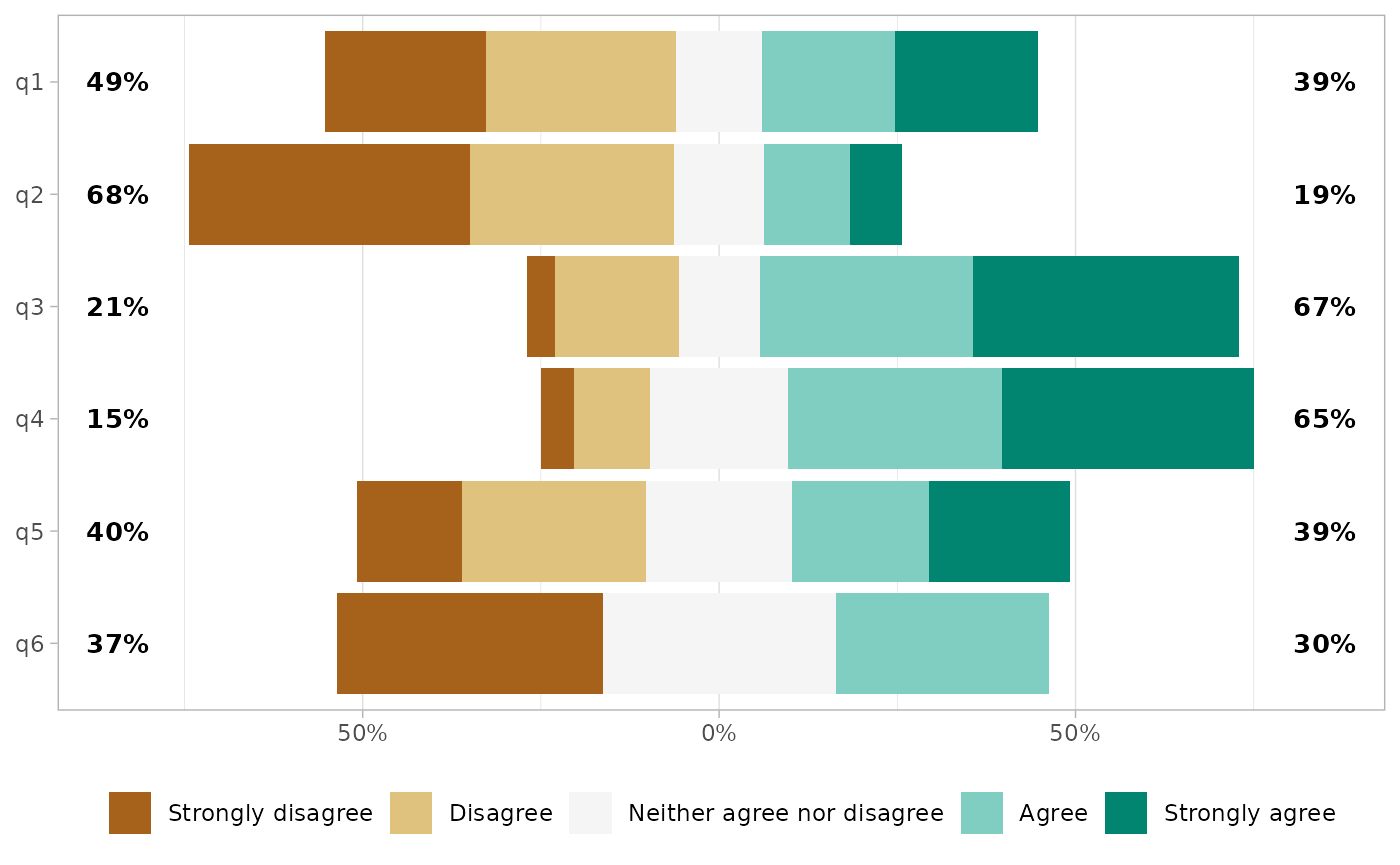 q1 49% 39%
q2 68% 19%
q3 21% 67%
q4 15% 65%
q5 40% 39%
q6 37% 30%
50% 0% 50%
Strongly disagree Disagree Neither agree nor disagree Agree Strongly agree